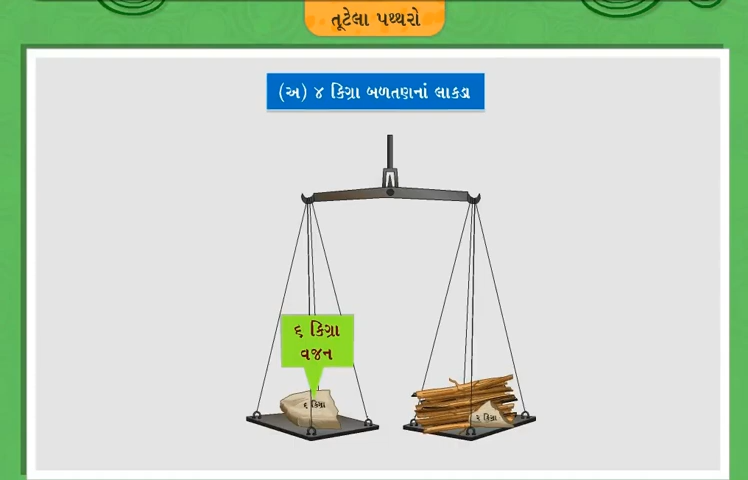 તૂટેલા પથ્થરો
(અ) ૪ કિગ્રા બળતણનાં લાકડા
૬ કિગ્રા
વજન
૬ કિગ્રા
૨ કિગ્રા